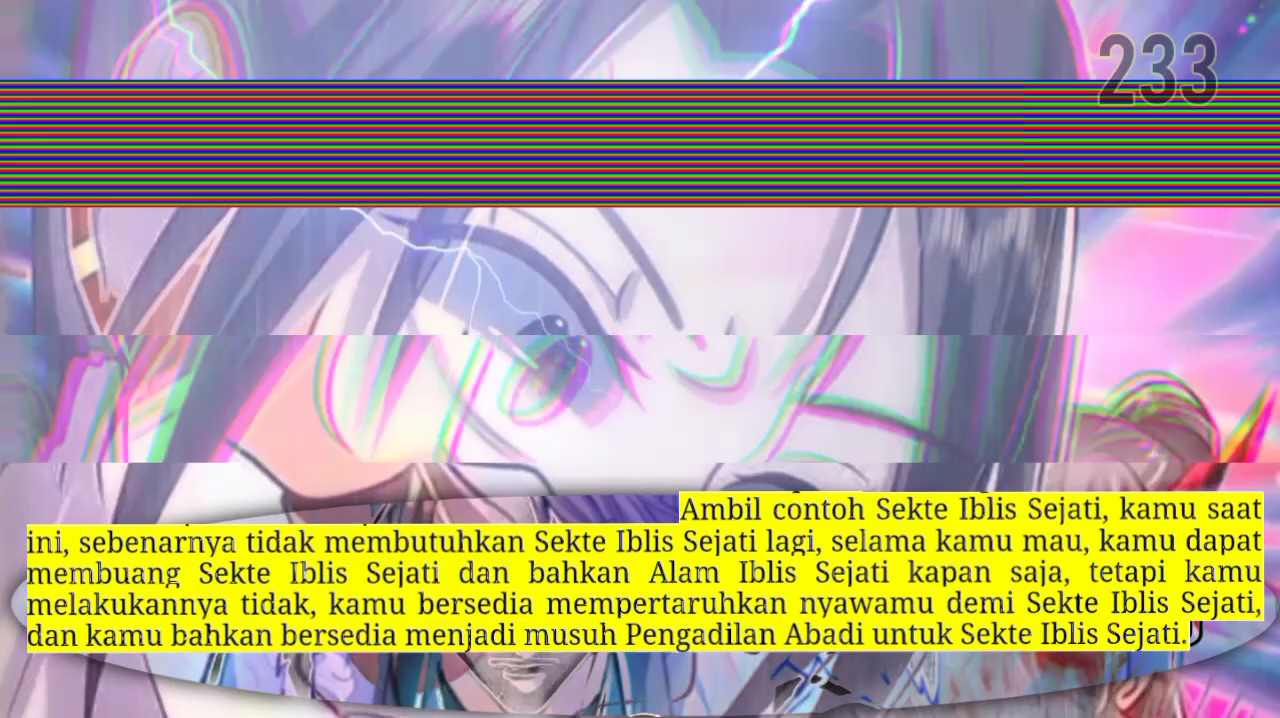 233
Ambil contoh Sekte Iblis Sejati, kamu saat
ini, sebenarnya tidak membutuhkan Sekte Iblis Sejati lagi, selama kamu mau, kamu dapat
membuang Sekte Iblis Sejati dan bahkan Alam Iblis Sejati kapan saja, tetapi kamu
melakukannya tidak, kamu bersedia mempertaruhkan nyawamu demi Sekte Iblis Sejati,
dan kamu bahkan bersedia menjadi musuh Pengadilan Abadi untuk Sekte Iblis Sejati.